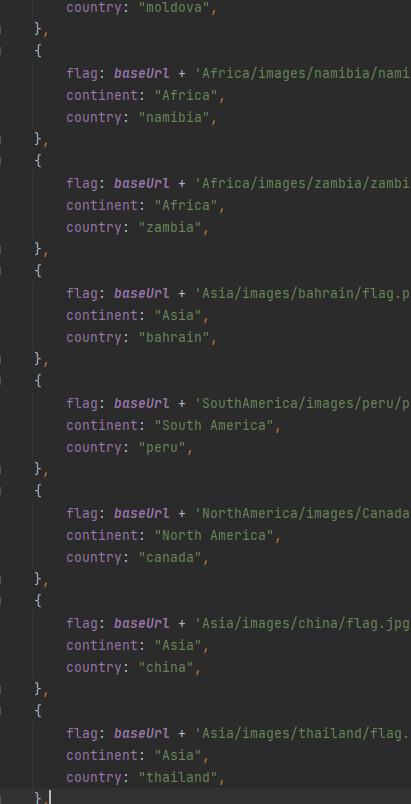 country: "moldova",
},
{
flag: baseUrl + 'Africa/images/namibia/nami
continent: "Africa",
country: "namibia",
},
{
flag: baseUrl + 'Africa/images/zambia/zambi
continent: "Africa",
country: "zambia",
},
{
flag: baseUrl + 'Asia/images/bahrain/flag.p
continent: "Asia",
country: "bahrain",
},
{
flag: baseUrl + 'SouthAmerica/images/peru/p
continent: "South America",
country: "peru",
},
{
flag: baseUrl + 'NorthAmerica/images/Canada
continent: "North America",
country: "canada",
},
{
flag: baseUrl + 'Asia/images/china/flag.jpg
continent: "Asia",
country: "china",
},
{
flag: baseUrl + 'Asia/images/thailand/flag.
continent: "Asia",
country: "thailand",
},